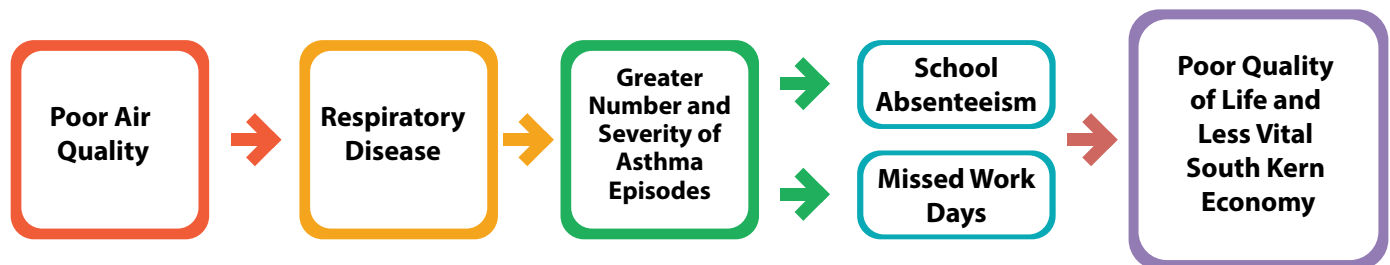 Poor Air
Quality
Respiratory
Disease
Greater
Number and
Severity of
Asthma
Episodes
School
Absenteeism
Missed Work
Days
Poor Quality
of Life and
Less Vital
South Kern
Economy